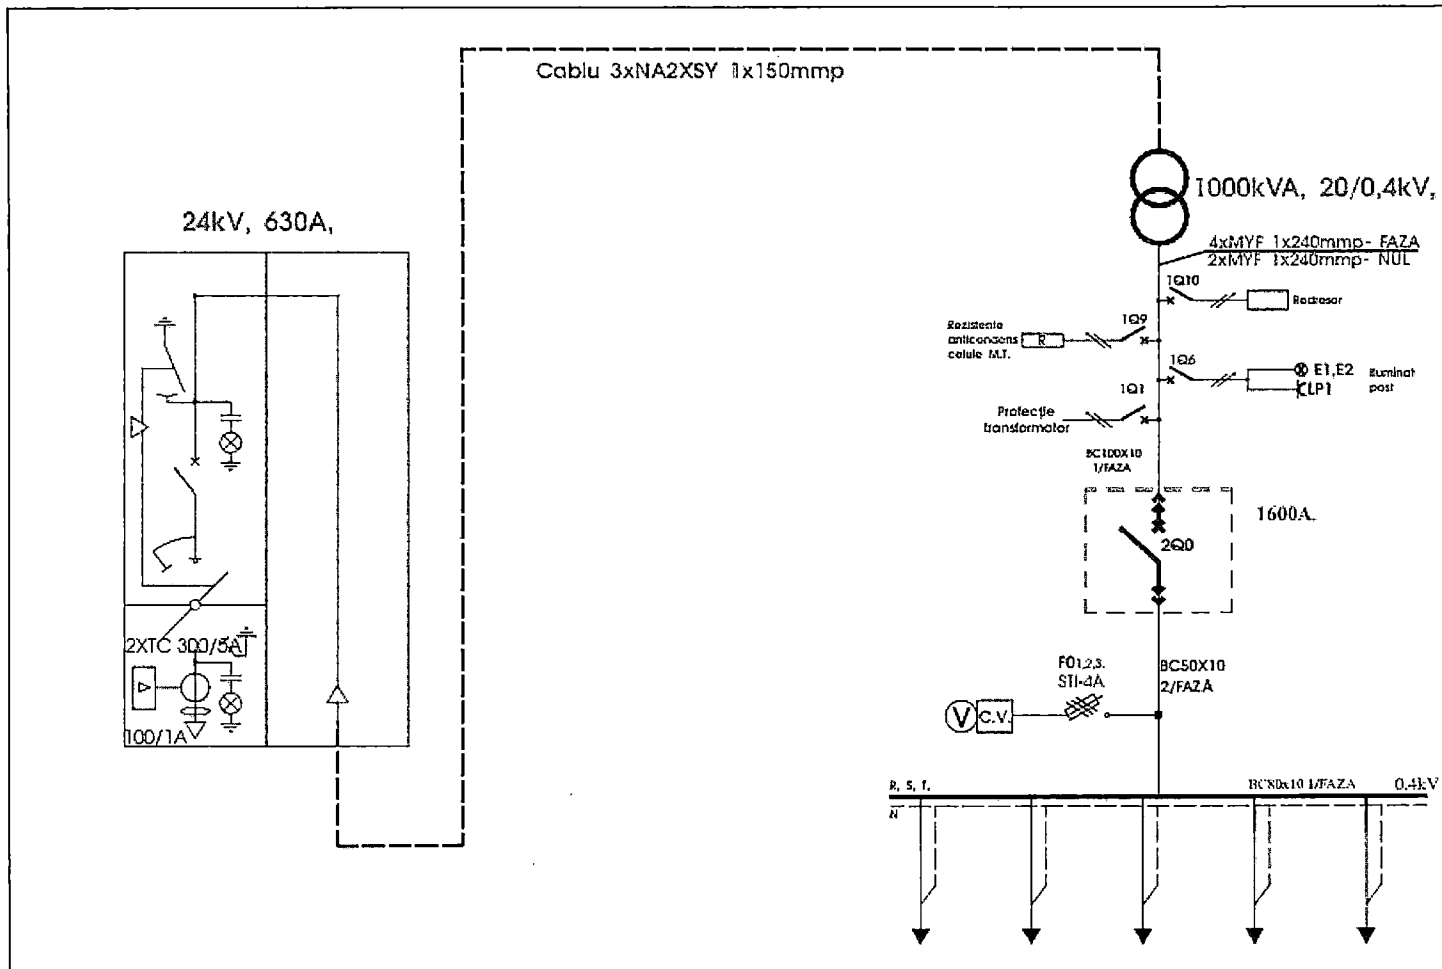 Cablu 3xNA2XSY 1x150mmp
1000kVA, 20/0,4kV,
24kV, 630A,
4xMYF 1x240mmp- FAZA
2xMYF 1x240mmp- NUL
1Q10
Redresor
1Q9
Rezistente
anticondens
celule M.T.
R
1Q6
E1,E2
CLP1
Iluminat
post
1Q1
Protecție
transformator
BC100X10
1/FAZA
1600A.
2Q0
2XTC 300/5A
100/1A
F01,2,3.
STI-4A
BC50X10
2/FAZA
V
C.V.
R, S, T,
BC80x10 1/FAZA
0.4kV
N